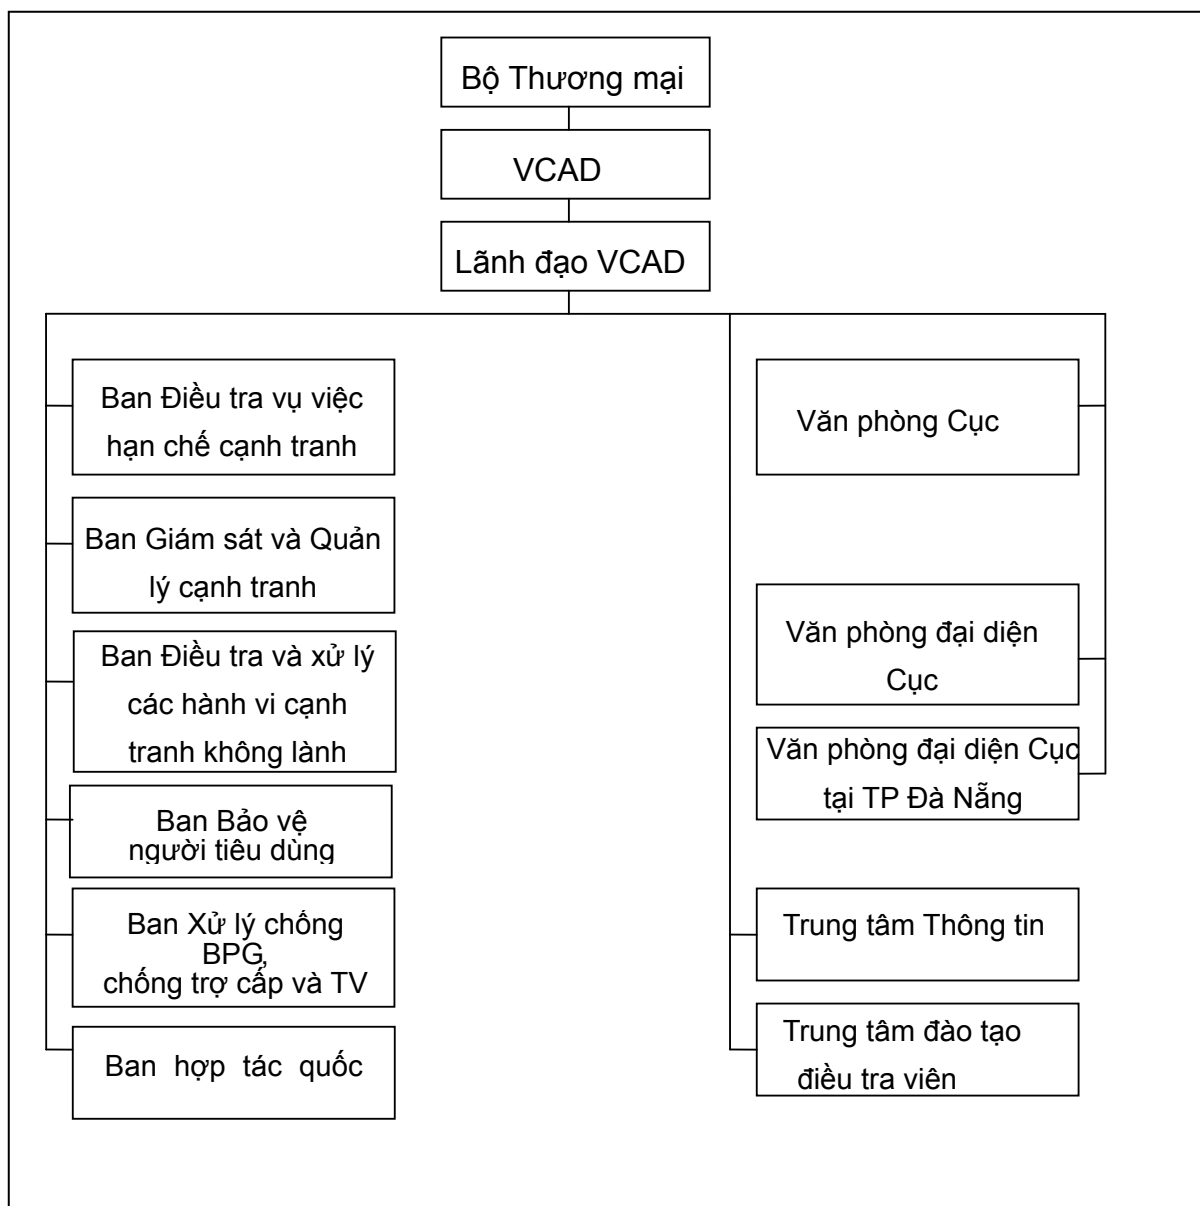 Bộ Thương mại
VCAD
Lãnh đạo VCAD
Ban Điều tra vụ việc
hạn chế cạnh tranh
Ban Giám sát và Quản
lý cạnh tranh
Ban Điều tra và xử lý
các hành vi cạnh
tranh không lành
Ban Bảo vệ
người tiêu dùng
Ban Xử lý chống
BPG,
chống trợ cấp và TV
Ban hợp tác quốc
Văn phòng Cục
Văn phòng đại diện
Cục
Văn phòng đại diện Cục
tại TP Đà Nẵng
Trung tâm Thông tin
Trung tâm đào tạo
điều tra viên